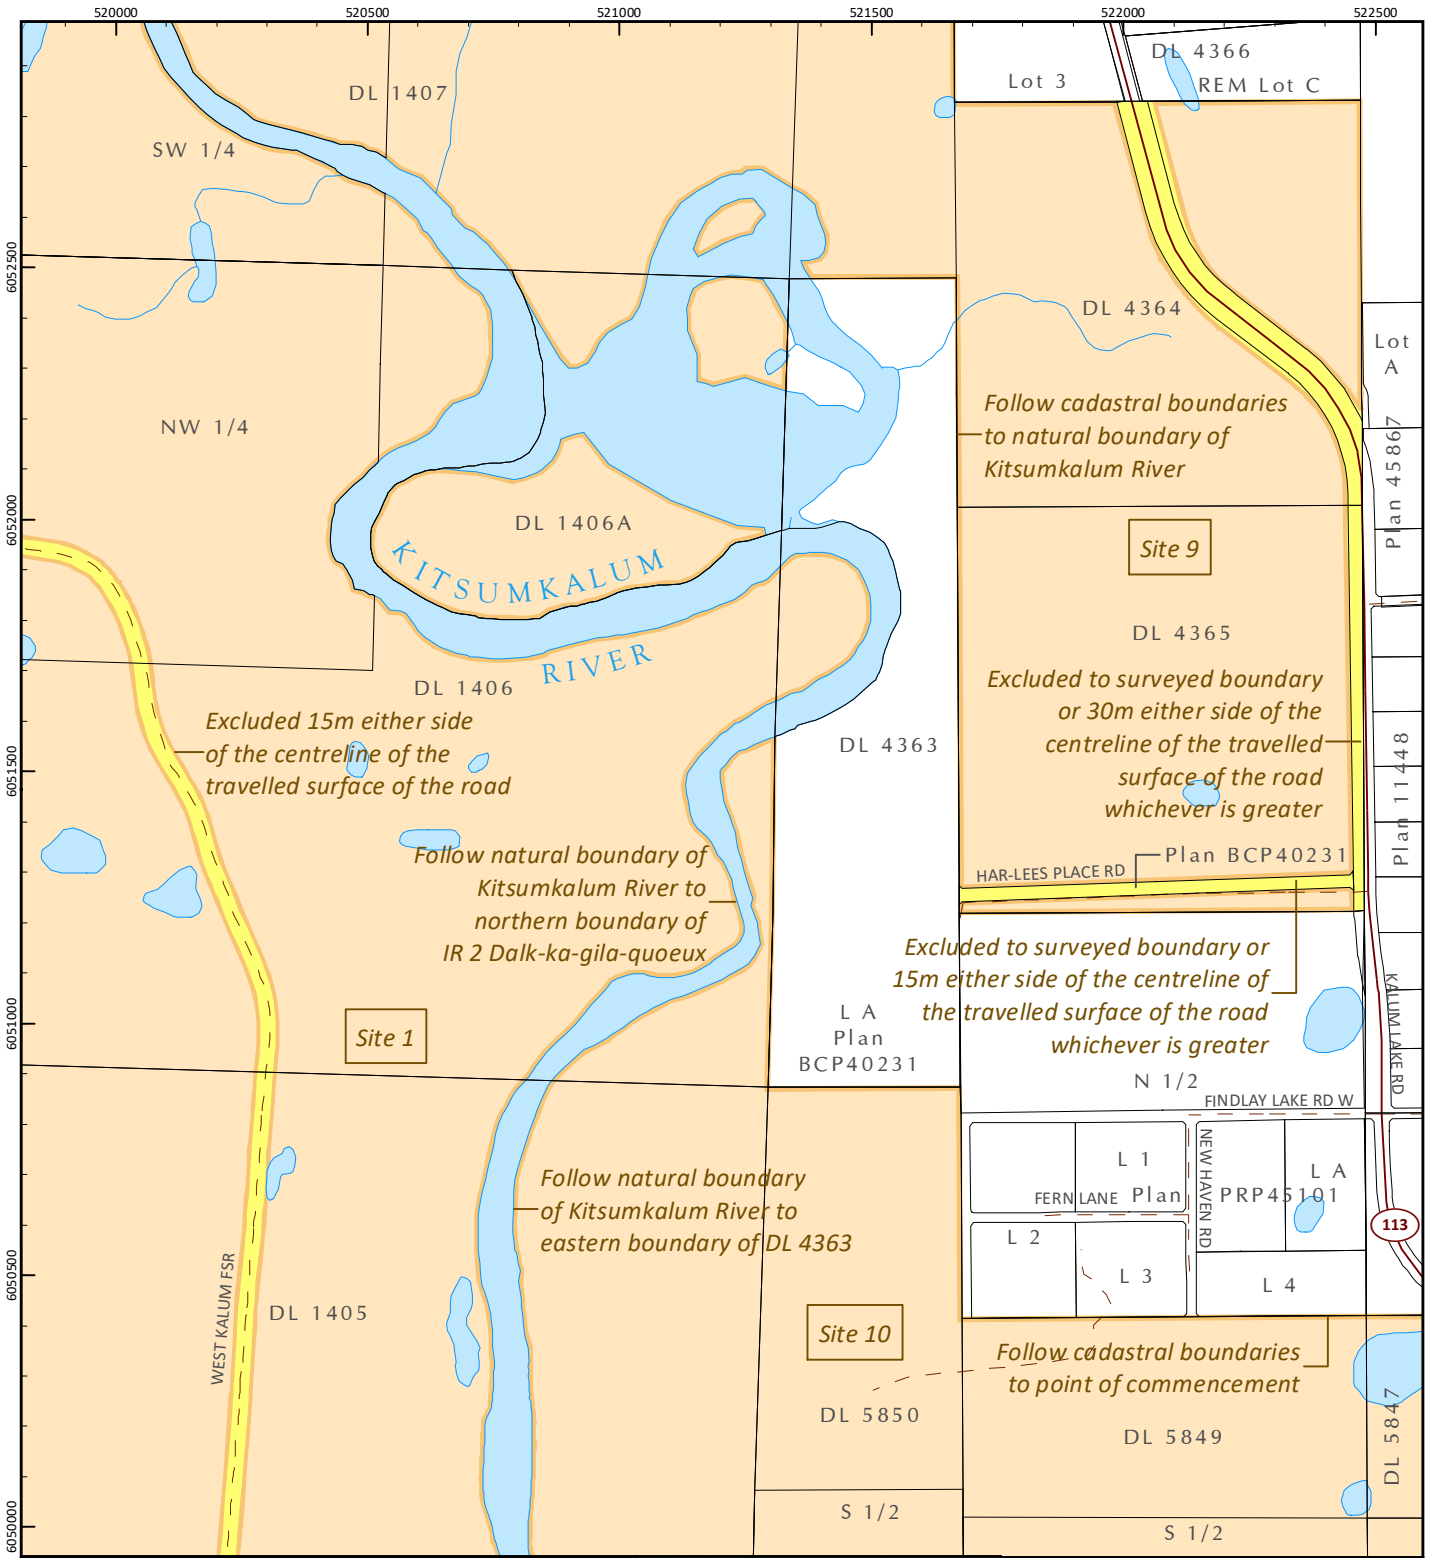 520000
520500
521000
521500
522000
522500
6052500
6052000
6051500
6051000
6050500
6050000
DL 4366
Lot 3
REM Lot C
DL 1407
SW 1/4
DL 4364
Lot
A
Plan 45867
NW 1/4
Follow cadastral boundaries
to natural boundary of
Kitsumkalum River
DL 1406A
KITSUMKALUM
RIVER
Site 9
DL 4365
DL 1406
Excluded to surveyed boundary
or 30m either side of the
centreline of the travelled
surface of the road
whichever is greater
Excluded 15m either side
of the centreline of the
travelled surface of the road
DL 4363
Plan 11448
Follow natural boundary of
Kitsumkalum River to
northern boundary of
IR 2 Dalk-ka-gila-quoeux
Plan BCP40231
HAR-LEES PLACE RD
Excluded to surveyed boundary or
15m either side of the centreline of
the travelled surface of the road
whichever is greater
L A
Plan
BCP40231
Site 1
KALUM LAKE RD
N 1/2
FINDLAY LAKE RD W
L 1
NEW HAVEN RD
L A
FERN LANE
Plan PRP45101
Follow natural boundary
of Kitsumkalum River to
eastern boundary of DL 4363
L 2
L 3
L 4
113
WEST KALUM FSR
DL 1405
Site 10
Follow cadastral boundaries
to point of commencement
DL 5850
DL 5849
DL 5847
S 1/2
S 1/2